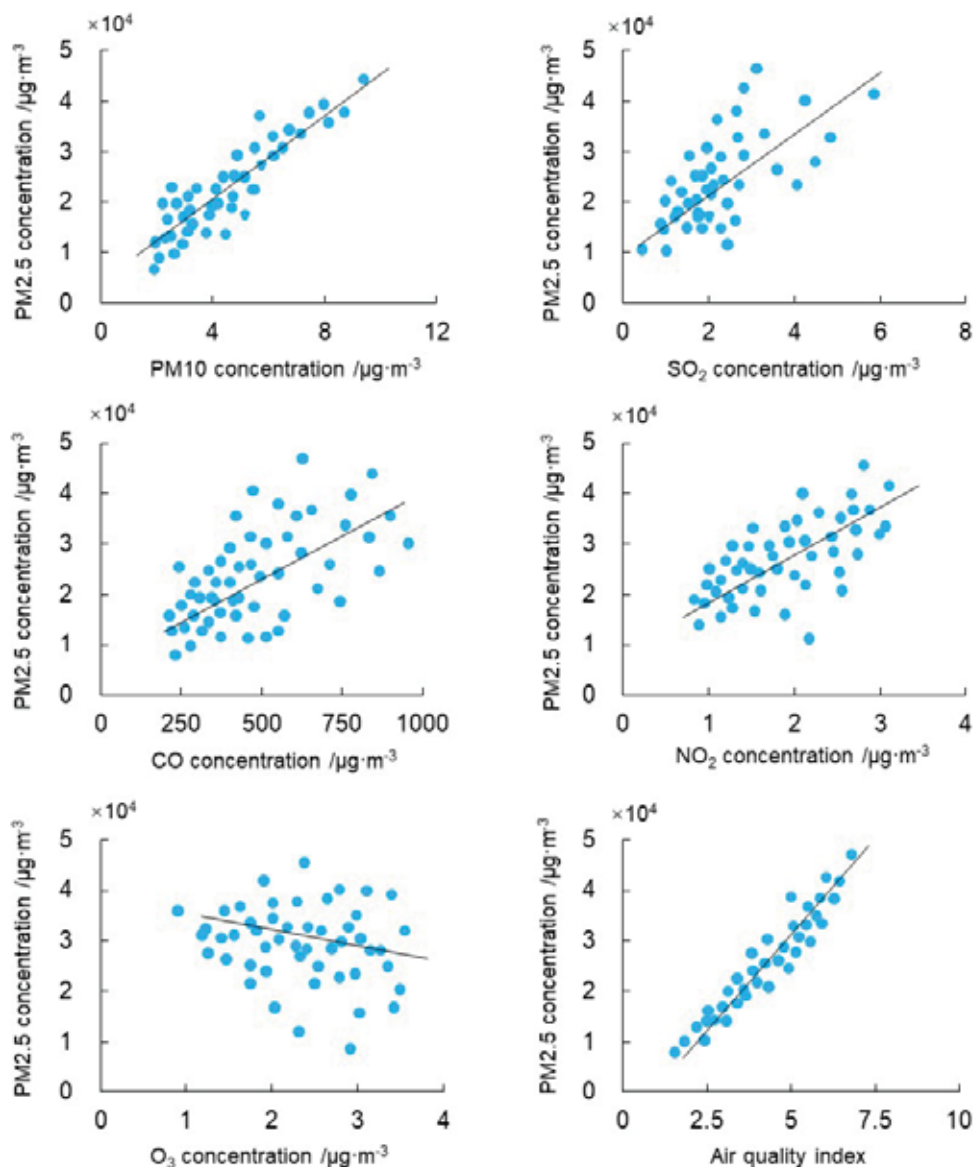 ×10⁴
PM2.5 concentration /µg·m⁻³
5
4
3
2
1
0
0 4 8 12
PM10 concentration /µg·m⁻³
×10⁴
PM2.5 concentration /µg·m⁻³
5
4
3
2
1
0
0 2 4 6 8
SO₂ concentration /µg·m⁻³
×10⁴
PM2.5 concentration /µg·m⁻³
5
4
3
2
1
0
0 250 500 750 1000
CO concentration /µg·m⁻³
×10⁴
PM2.5 concentration /µg·m⁻³
5
4
3
2
1
0
0 1 2 3 4
NO₂ concentration /µg·m⁻³
×10⁴
PM2.5 concentration /µg·m⁻³
5
4
3
2
1
0
0 1 2 3 4
O₃ concentration /µg·m⁻³
×10⁴
PM2.5 concentration /µg·m⁻³
5
4
3
2
1
0
0 2.5 5 7.5 10
Air quality index